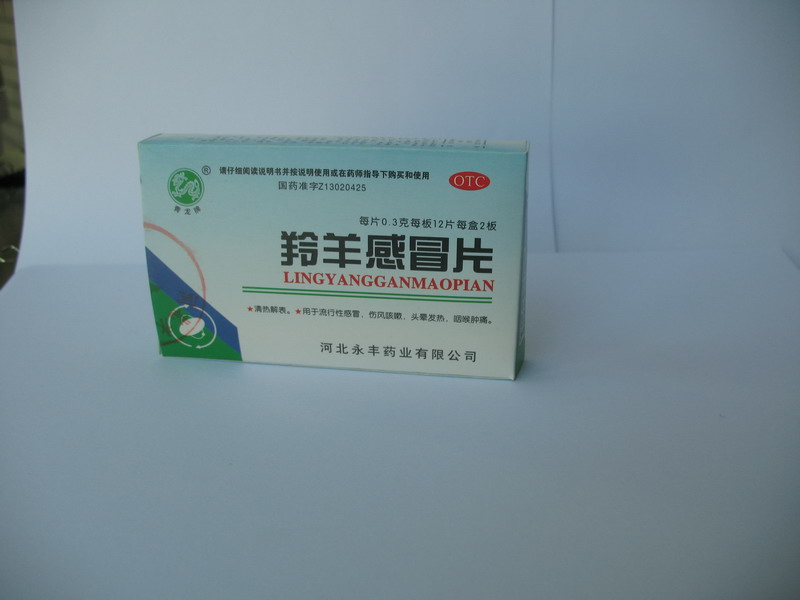 请仔细阅读说明书并按说明使用或在药师指导下购买和使用
OTC
®
国药准字Z13020425
青龙牌
每片0.3克每板12片每盒2板
羚羊感冒片
LINGYANGGANMAOPIAN
★清热解表。★用于流行性感冒，伤风咳嗽，头晕发热，咽喉肿痛。
河北永丰药业有限公司